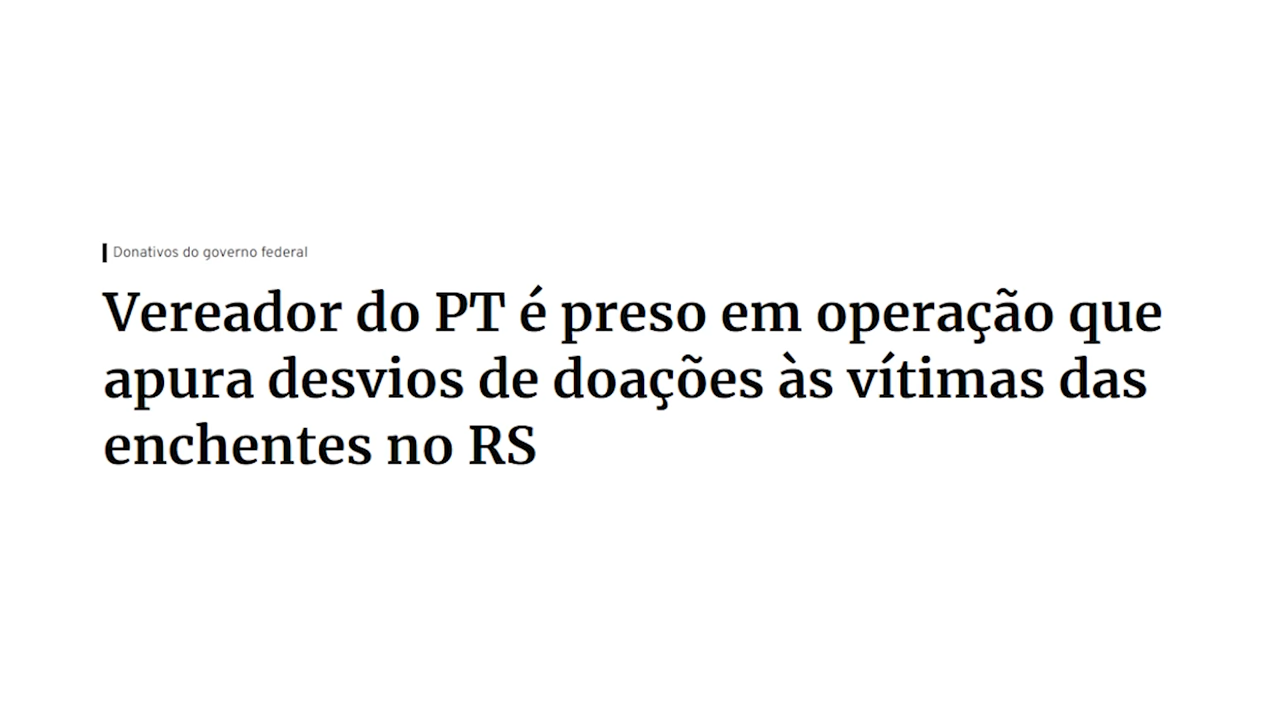 Donativos do governo federal
Vereador do PT é preso em operação que
apura desvios de doações às vítimas das
enchentes no RS